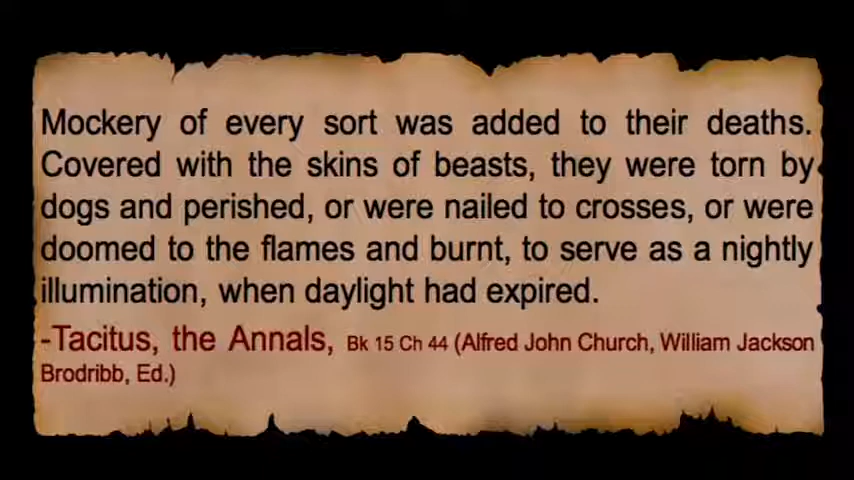 Mockery of every sort was added to their deaths.
Covered with the skins of beasts, they were torn by
dogs and perished, or were nailed to crosses, or were
doomed to the flames and burnt, to serve as a nightly
illumination, when daylight had expired.
-Tacitus, the Annals, Bk 15 Ch 44 (Alfred John Church, William Jackson
Brodribb, Ed.)